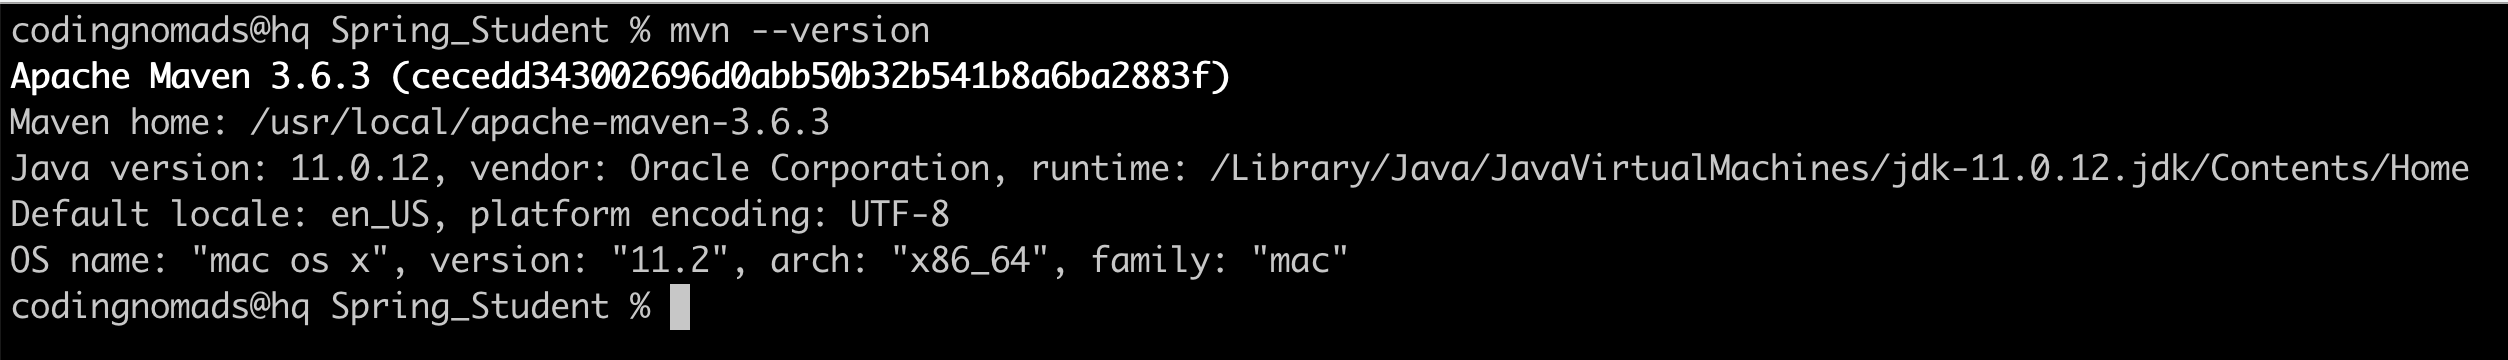 codingnomads@hq Spring_Student % mvn --version
Apache Maven 3.6.3 (cecedd343002696d0abb50b32b541b8a6ba2883f)
Maven home: /usr/local/apache-maven-3.6.3
Java version: 11.0.12, vendor: Oracle Corporation, runtime: /Library/Java/JavaVirtualMachines/jdk-11.0.12.jdk/Contents/Home
Default locale: en_US, platform encoding: UTF-8
OS name: "mac os x", version: "11.2", arch: "x86_64", family: "mac"
codingnomads@hq Spring_Student %